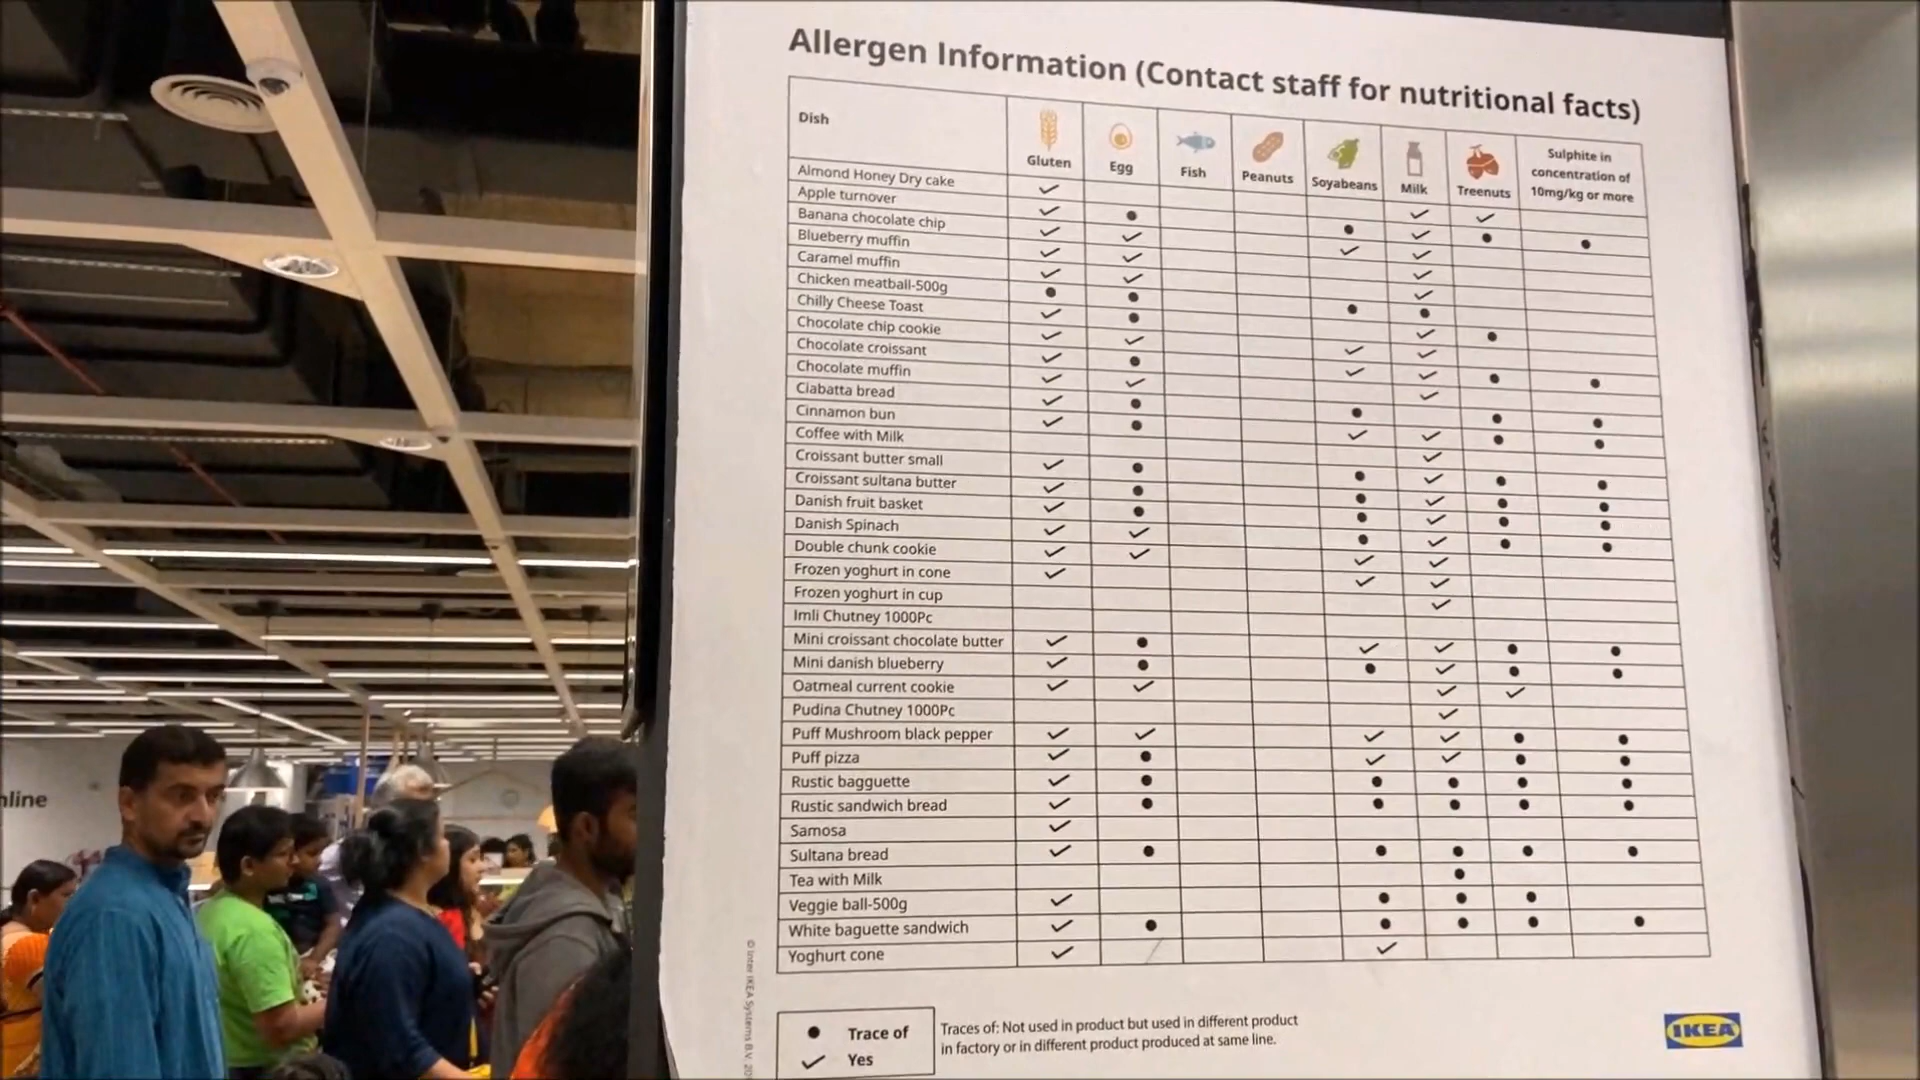 Allergen Information (Contact staff for nutritional facts)
Dish
Gluten
Egg
Fish
Peanuts
Soyabeans
Milk
Treenuts
Sulphite in
concentration of
10mg/kg or more
Almond Honey Dry cake
Apple turnover
Banana chocolate chip
Blueberry muffin
Caramel muffin
Chicken meatball-500g
Chilly Cheese Toast
Chocolate chip cookie
Chocolate croissant
Chocolate muffin
Ciabatta bread
Cinnamon bun
Coffee with Milk
Croissant butter small
Croissant sultana butter
Danish fruit basket
Danish Spinach
Double chunk cookie
Frozen yoghurt in cone
Frozen yoghurt in cup
Imli Chutney 1000Pc
Mini croissant chocolate butter
Mini danish blueberry
Oatmeal current cookie
Pudina Chutney 1000Pc
Puff Mushroom black pepper
Puff pizza
Rustic bagguette
Rustic sandwich bread
Samosa
Sultana bread
Tea with Milk
Veggie ball-500g
White baguette sandwich
Yoghurt cone
Trace of
Yes
Traces of: Not used in product but used in different product
in factory or in different product produced at same line.
IKEA
© Inter IKEA Systems B.V.
nline